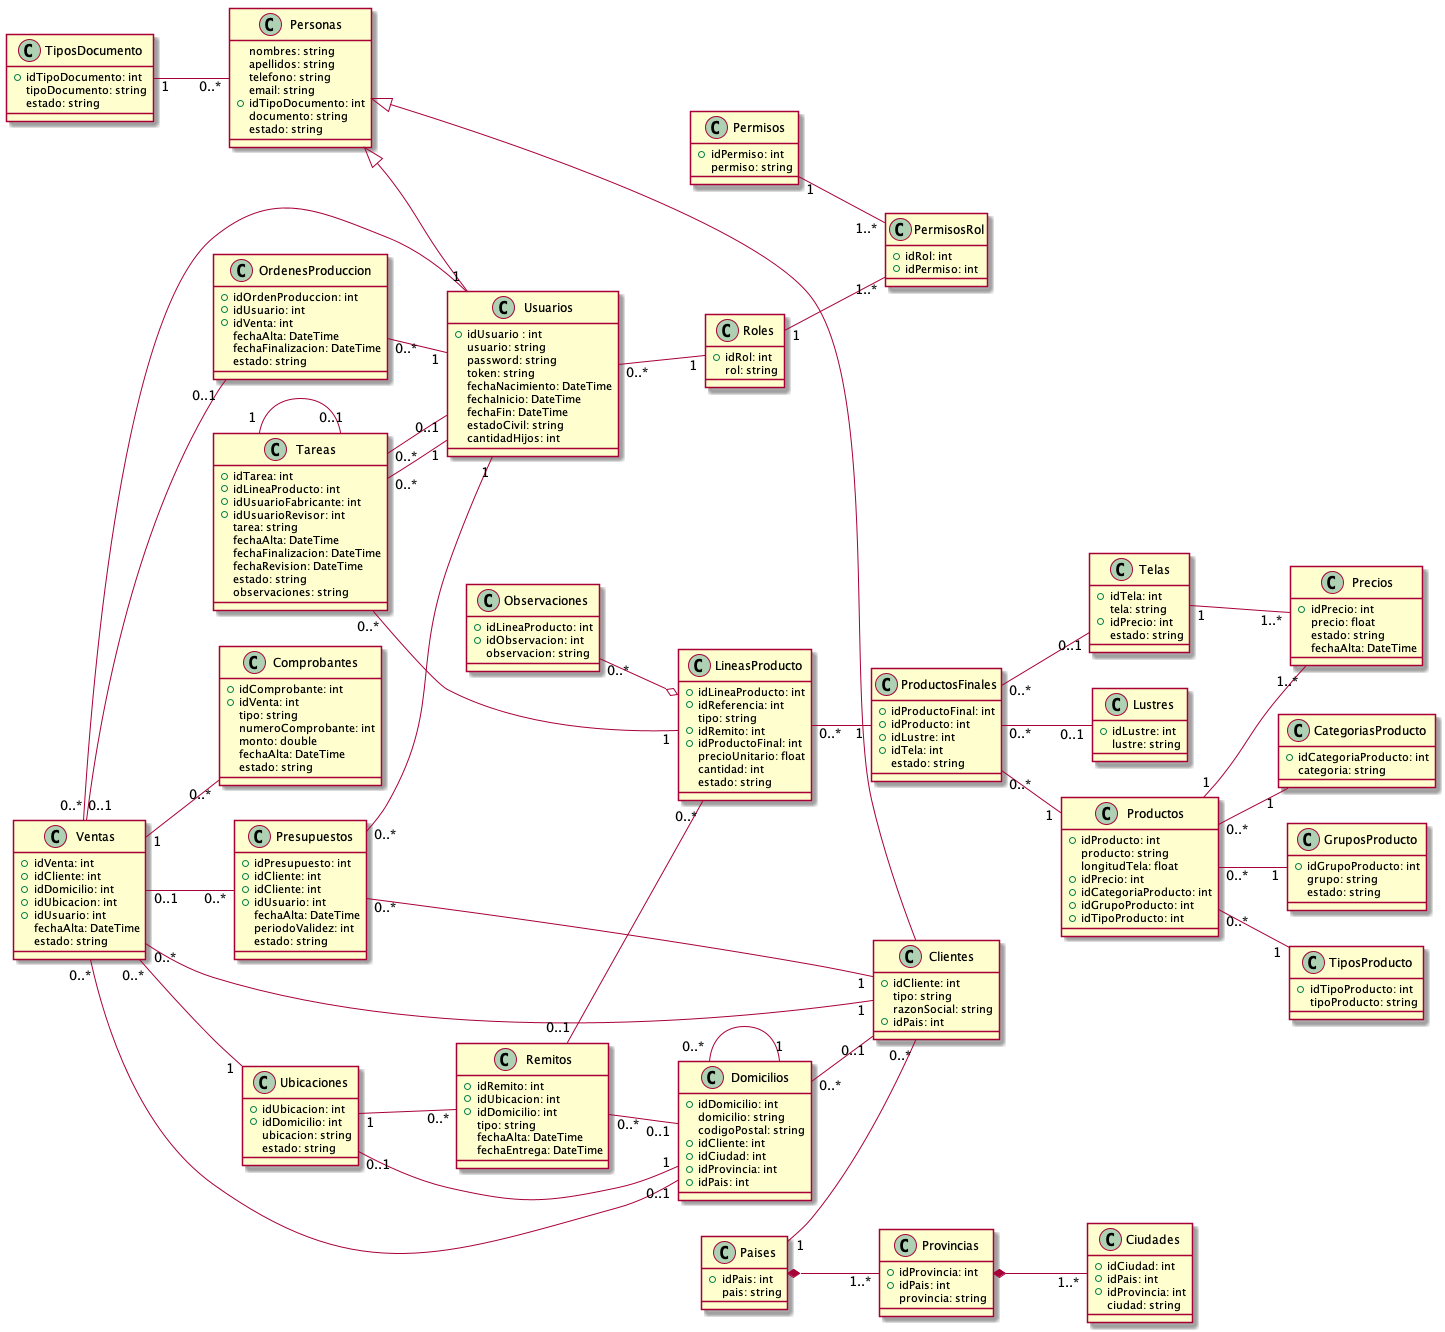 TiposDocumento
idTipoDocumento: int
tipoDocumento: string
estado: string
1
0..*
Personas
nombres: string
apellidos: string
telefono: string
email: string
idTipoDocumento: int
documento: string
estado: string
Permisos
idPermiso: int
permiso: string
1
1..*
PermisosRol
idRol: int
idPermiso: int
1..*
1
Roles
idRol: int
rol: string
1
0..*
OrdenesProduccion
idOrdenProduccion: int
idUsuario: int
idVenta: int
fechaAlta: DateTime
fechaFinalizacion: DateTime
estado: string
0..*
1
0..1
1
Usuarios
idUsuario : int
usuario: string
password: string
token: string
fechaNacimiento: DateTime
fechaInicio: DateTime
fechaFin: DateTime
estadoCivil: string
cantidadHijos: int
1
0..1
Tareas
idTarea: int
idLineaProducto: int
idUsuarioFabricante: int
idUsuarioRevisor: int
tarea: string
fechaAlta: DateTime
fechaFinalizacion: DateTime
fechaRevision: DateTime
estado: string
observaciones: string
0..1
0..*
1
0..*
1
0..*
Observaciones
idLineaProducto: int
idObservacion: int
observacion: string
0..*
LineasProducto
idLineaProducto: int
idReferencia: int
tipo: string
idRemito: int
idProductoFinal: int
precioUnitario: float
cantidad: int
estado: string
1
0..*
0..*
1
ProductosFinales
idProductoFinal: int
idProducto: int
idLustre: int
idTela: int
estado: string
0..*
0..*
0..*
Telas
idTela: int
tela: string
idPrecio: int
estado: string
0..1
1
1..*
Precios
idPrecio: int
precio: float
estado: string
fechaAlta: DateTime
1..*
Lustres
idLustre: int
lustre: string
0..1
CategoriasProducto
idCategoriaProducto: int
categoria: string
1
Productos
idProducto: int
producto: string
longitudTela: float
idPrecio: int
idCategoriaProducto: int
idGrupoProducto: int
idTipoProducto: int
1
1
0..*
0..*
0..*
GruposProducto
idGrupoProducto: int
grupo: string
estado: string
1
TiposProducto
idTipoProducto: int
tipoProducto: string
1
Comprobantes
idComprobante: int
idVenta: int
tipo: string
numeroComprobante: int
monto: double
fechaAlta: DateTime
estado: string
0..*
1
0..*
0..1
Ventas
idVenta: int
idCliente: int
idDomicilio: int
idUbicacion: int
idUsuario: int
fechaAlta: DateTime
estado: string
0..1
0..*
0..*
0..*
0..*
Presupuestos
idPresupuesto: int
idCliente: int
idCliente: int
idUsuario: int
fechaAlta: DateTime
periodoValidez: int
estado: string
0..*
0..*
Clientes
idCliente: int
tipo: string
razonSocial: string
idPais: int
1
1
0..1
0..*
Ubicaciones
idUbicacion: int
idDomicilio: int
ubicacion: string
estado: string
1
1
0..*
0..1
Remitos
idRemito: int
idUbicacion: int
idDomicilio: int
tipo: string
fechaAlta: DateTime
fechaEntrega: DateTime
0..1
0..*
0..1
Domicilios
idDomicilio: int
domicilio: string
codigoPostal: string
idCliente: int
idCiudad: int
idProvincia: int
idPais: int
0..*
1
0..*
1
0..1
Paises
idPais: int
pais: string
1
1..*
Provincias
idProvincia: int
idPais: int
provincia: string
1..*
Ciudades
idCiudad: int
idPais: int
idProvincia: int
ciudad: string